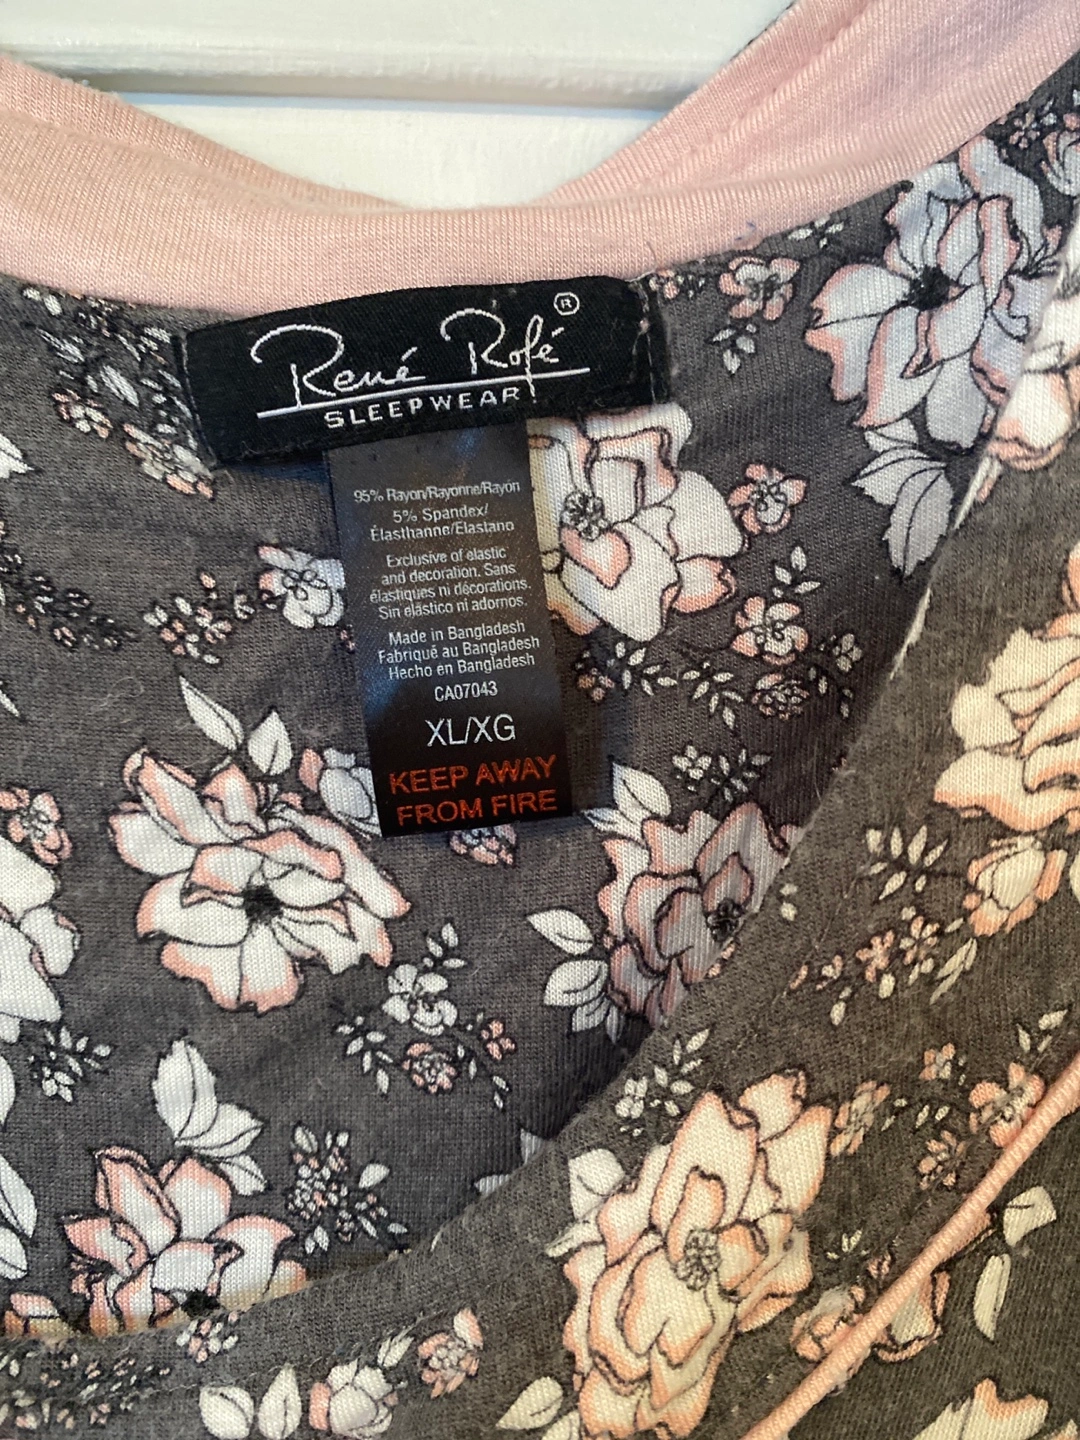 René Rofé®
SLEEPWEAR
95% Rayon/Rayonne/Rayón
5% Spandex/
Élasthanne/Elastano
Exclusive of elastic
and decoration. Sans
élastiques ni décorations.
Sin elástico ni adornos.
Made in Bangladesh
Fabriqué au Bangladesh
Hecho en Bangladesh
CA07043
XL/XG
KEEP AWAY
FROM FIRE